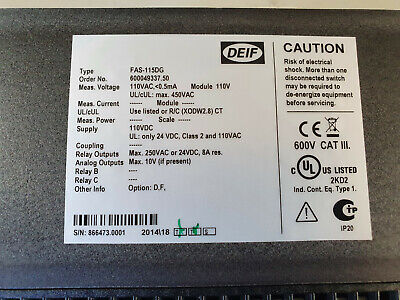 DEIF
Type FAS-115DG
Order No. 600049337.50
Meas. Voltage 110VAC,<0.5mA Module 110V
UL/cUL: max. 450VAC
Meas. Current ------ Module ------
UL/cUL Use listed or R/C (XODW2.8) CT
Meas. Power ------ Scale ------
Supply 110VDC
UL: only 24 VDC, Class 2 and 110VAC
Coupling ------
Relay Outputs Max. 250VAC or 24VDC, 8A res.
Analog Outputs Max. 10V (if present)
Relay B ----
Relay C ----
Other Info Option: D,F,
S/N: 866473.0001 2014\18
CAUTION
Risk of electrical
shock. More than
one disconnected
switch may be
required to
de-energize equipment
before servicing.
CE
600V CAT III.
c UL US LISTED
2KD2
Ind. Cont. Eq. Type 1.
IP20